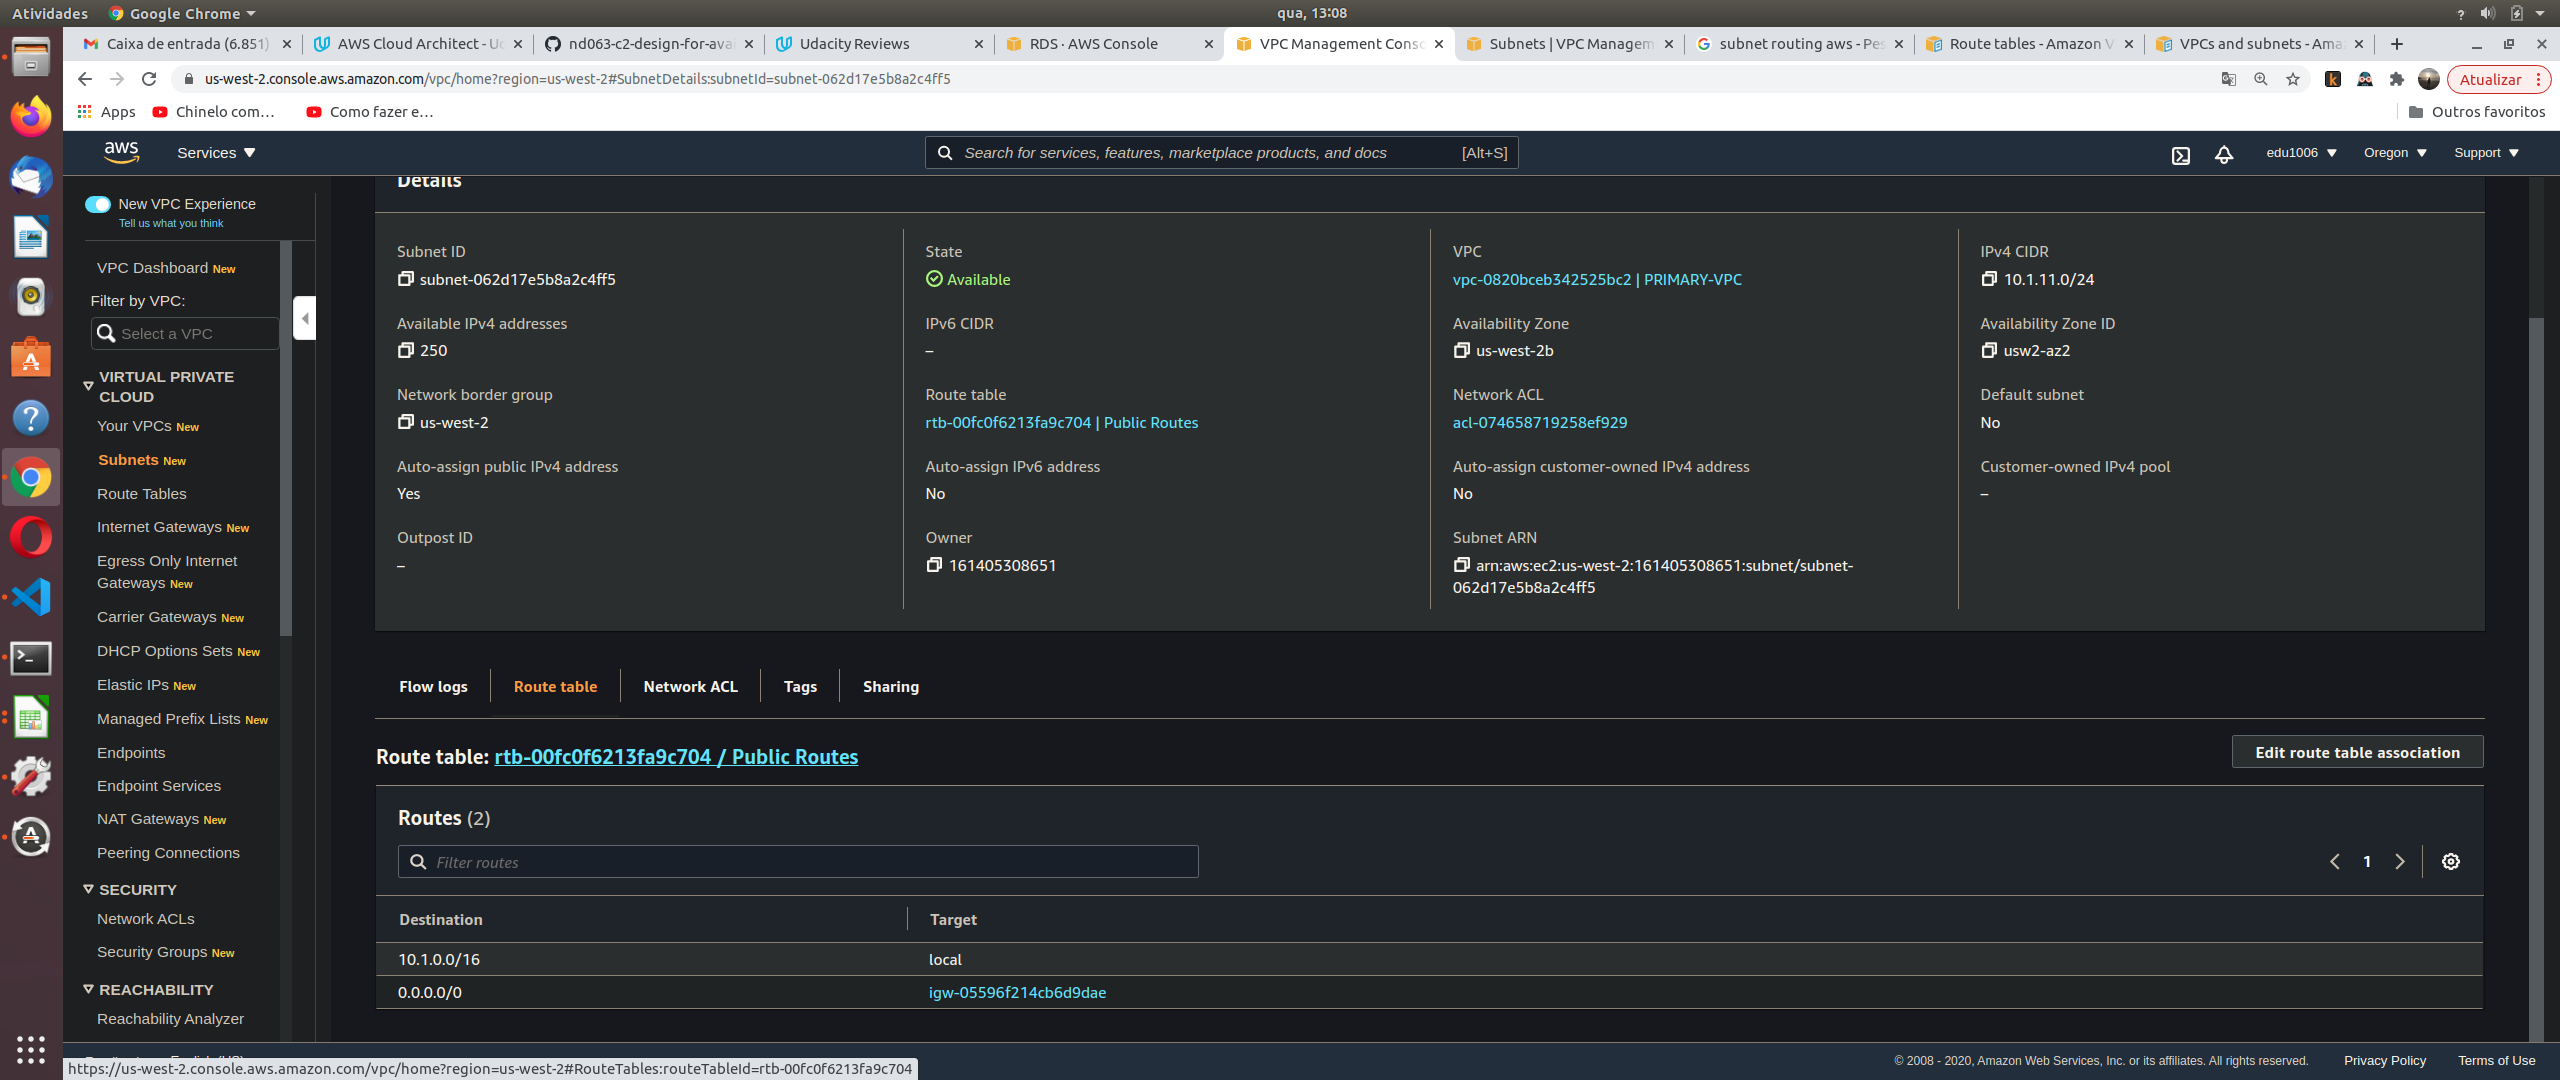 Atividades
Google Chrome
qua, 13:08
Caixa de entrada (6.851)
AWS Cloud Architect - Ud
nd063-c2-design-for-avai
Udacity Reviews
RDS · AWS Console
VPC Management Conso
Subnets | VPC Managem
subnet routing aws - Pes
Route tables - Amazon V
VPCs and subnets - Ama
us-west-2.console.aws.amazon.com/vpc/home?region=us-west-2#SubnetDetails:subnetId=subnet-062d17e5b8a2c4ff5
Atualizar
Apps
Chinelo com…
Como fazer e…
Outros favoritos
aws
Services
Search for services, features, marketplace products, and docs
[Alt+S]
edu1006
Oregon
Support
New VPC Experience
Tell us what you think
VPC Dashboard New
Filter by VPC:
Select a VPC
VIRTUAL PRIVATE
CLOUD
Your VPCs New
Subnets New
Route Tables
Internet Gateways New
Egress Only Internet
Gateways New
Carrier Gateways New
DHCP Options Sets New
Elastic IPs New
Managed Prefix Lists New
Endpoints
Endpoint Services
NAT Gateways New
Peering Connections
SECURITY
Network ACLs
Security Groups New
REACHABILITY
Reachability Analyzer
Details
Subnet ID
subnet-062d17e5b8a2c4ff5
State
Available
VPC
vpc-0820bceb342525bc2 | PRIMARY-VPC
IPv4 CIDR
10.1.11.0/24
Available IPv4 addresses
250
IPv6 CIDR
–
Availability Zone
us-west-2b
Availability Zone ID
usw2-az2
Network border group
us-west-2
Route table
rtb-00fc0f6213fa9c704 | Public Routes
Network ACL
acl-074658719258ef929
Default subnet
No
Auto-assign public IPv4 address
Yes
Auto-assign IPv6 address
No
Auto-assign customer-owned IPv4 address
No
Customer-owned IPv4 pool
–
Outpost ID
–
Owner
161405308651
Subnet ARN
arn:aws:ec2:us-west-2:161405308651:subnet/subnet-
062d17e5b8a2c4ff5
Flow logs
Route table
Network ACL
Tags
Sharing
Route table: rtb-00fc0f6213fa9c704 / Public Routes
Edit route table association
Routes (2)
Filter routes
1
Destination
Target
10.1.0.0/16
local
0.0.0.0/0
igw-05596f214cb6d9dae
https://us-west-2.console.aws.amazon.com/vpc/home?region=us-west-2#RouteTables:routeTableId=rtb-00fc0f6213fa9c704
© 2008 - 2020, Amazon Web Services, Inc. or its affiliates. All rights reserved.
Privacy Policy
Terms of Use